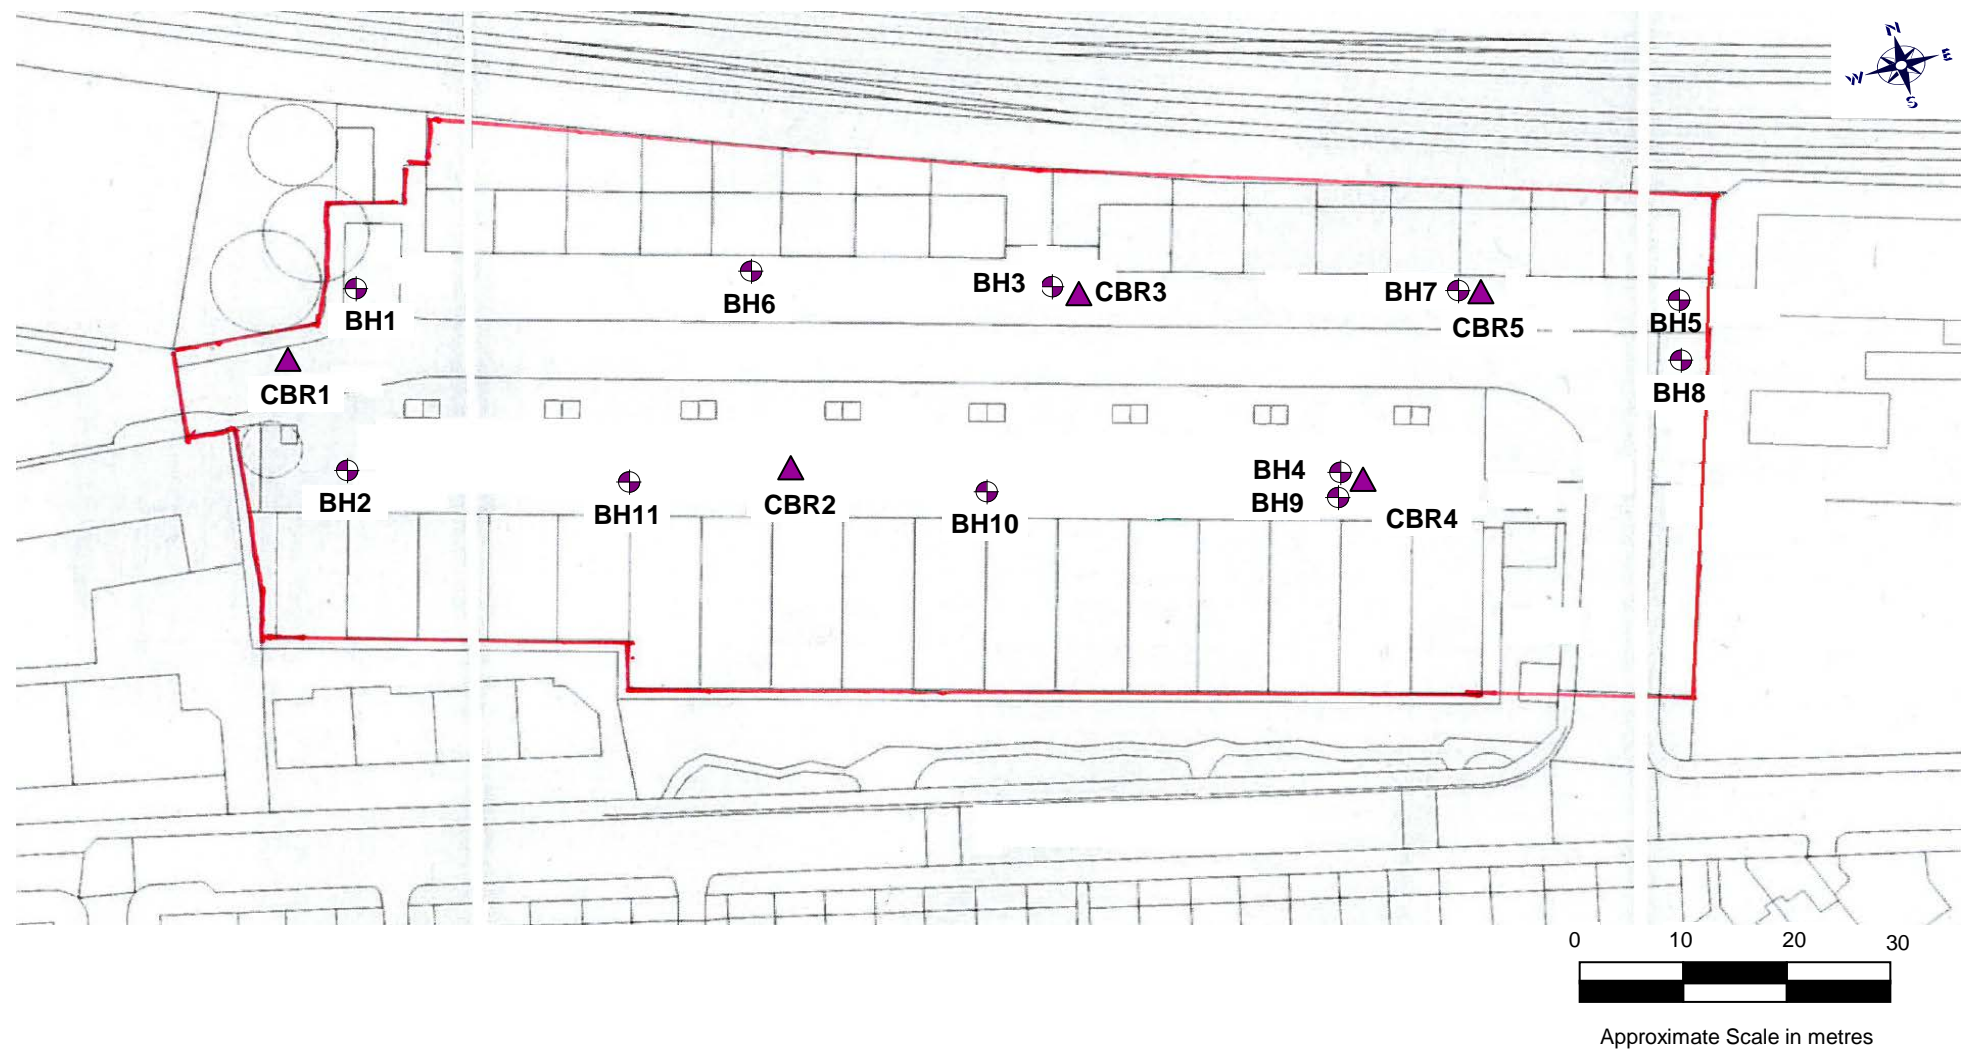 N
W E
S
BH3
CBR3
BH7
BH6
BH1
BH5
CBR5
CBR1
BH8
BH4
BH2
BH9
CBR2
BH11
BH10
CBR4
0 10 20 30
Approximate Scale in metres